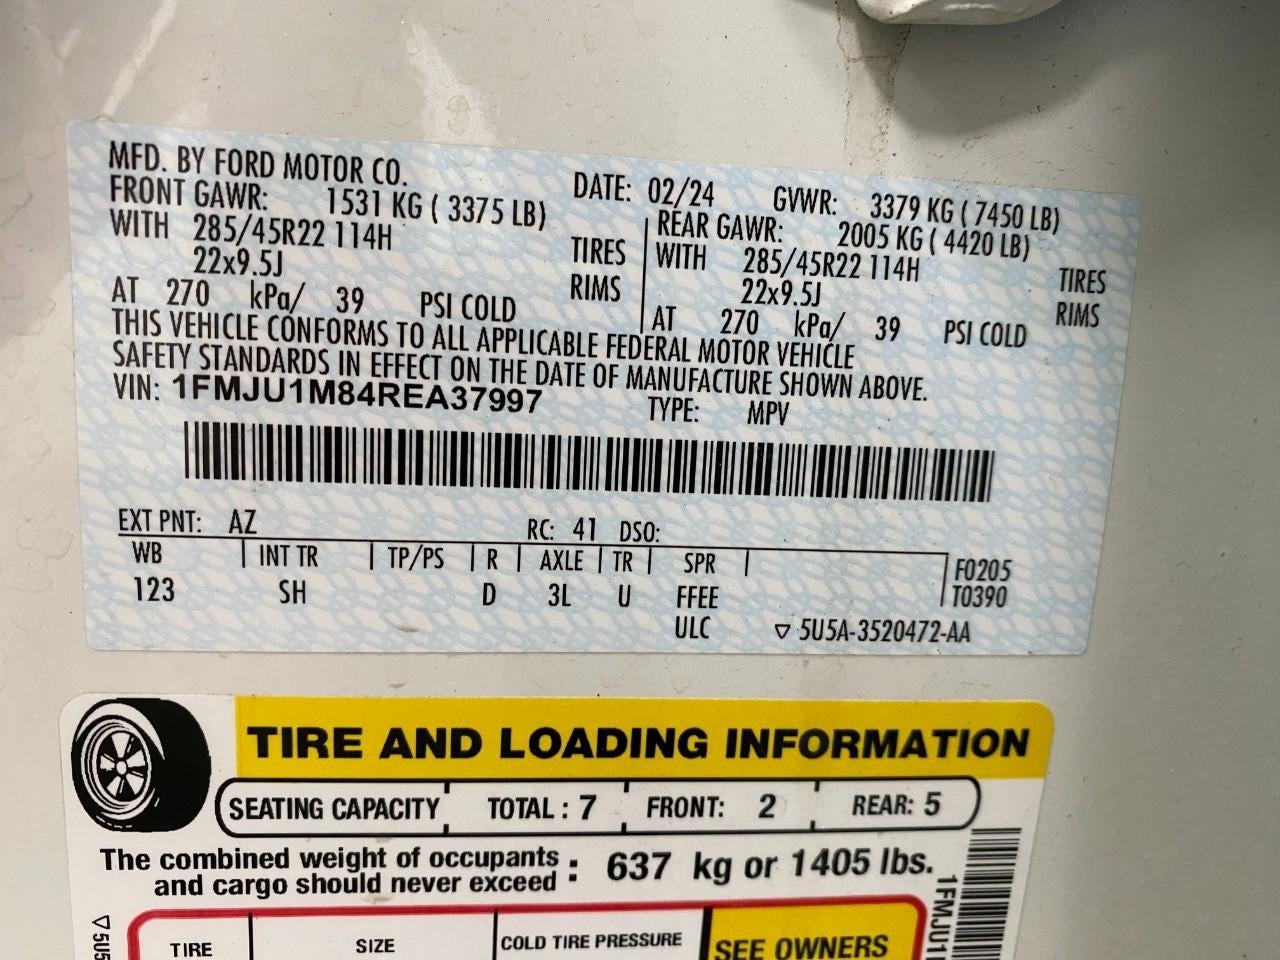 MFD. BY FORD MOTOR CO.
DATE: 02/24 GVWR: 3379 KG ( 7450 LB)
FRONT GAWR: 1531 KG ( 3375 LB)
WITH 285/45R22 114H TIRES
22x9.5J RIMS
AT 270 kPa/ 39 PSI COLD
REAR GAWR: 2005 KG ( 4420 LB)
WITH 285/45R22 114H TIRES
22x9.5J RIMS
AT 270 kPa/ 39 PSI COLD
THIS VEHICLE CONFORMS TO ALL APPLICABLE FEDERAL MOTOR VEHICLE
SAFETY STANDARDS IN EFFECT ON THE DATE OF MANUFACTURE SHOWN ABOVE.
VIN: 1FMJU1M84REA37997 TYPE: MPV
EXT PNT: AZ RC: 41 DSO:
WB INT TR TP/PS R AXLE TR SPR F0205
123 SH D 3L U FFEE T0390
ULC ▽ 5U5A-3520472-AA
TIRE AND LOADING INFORMATION
SEATING CAPACITY TOTAL : 7 FRONT: 2 REAR: 5
The combined weight of occupants
and cargo should never exceed : 637 kg or 1405 lbs.
TIRE SIZE COLD TIRE PRESSURE SEE OWNERS
▽ 5U5
1FMJU1